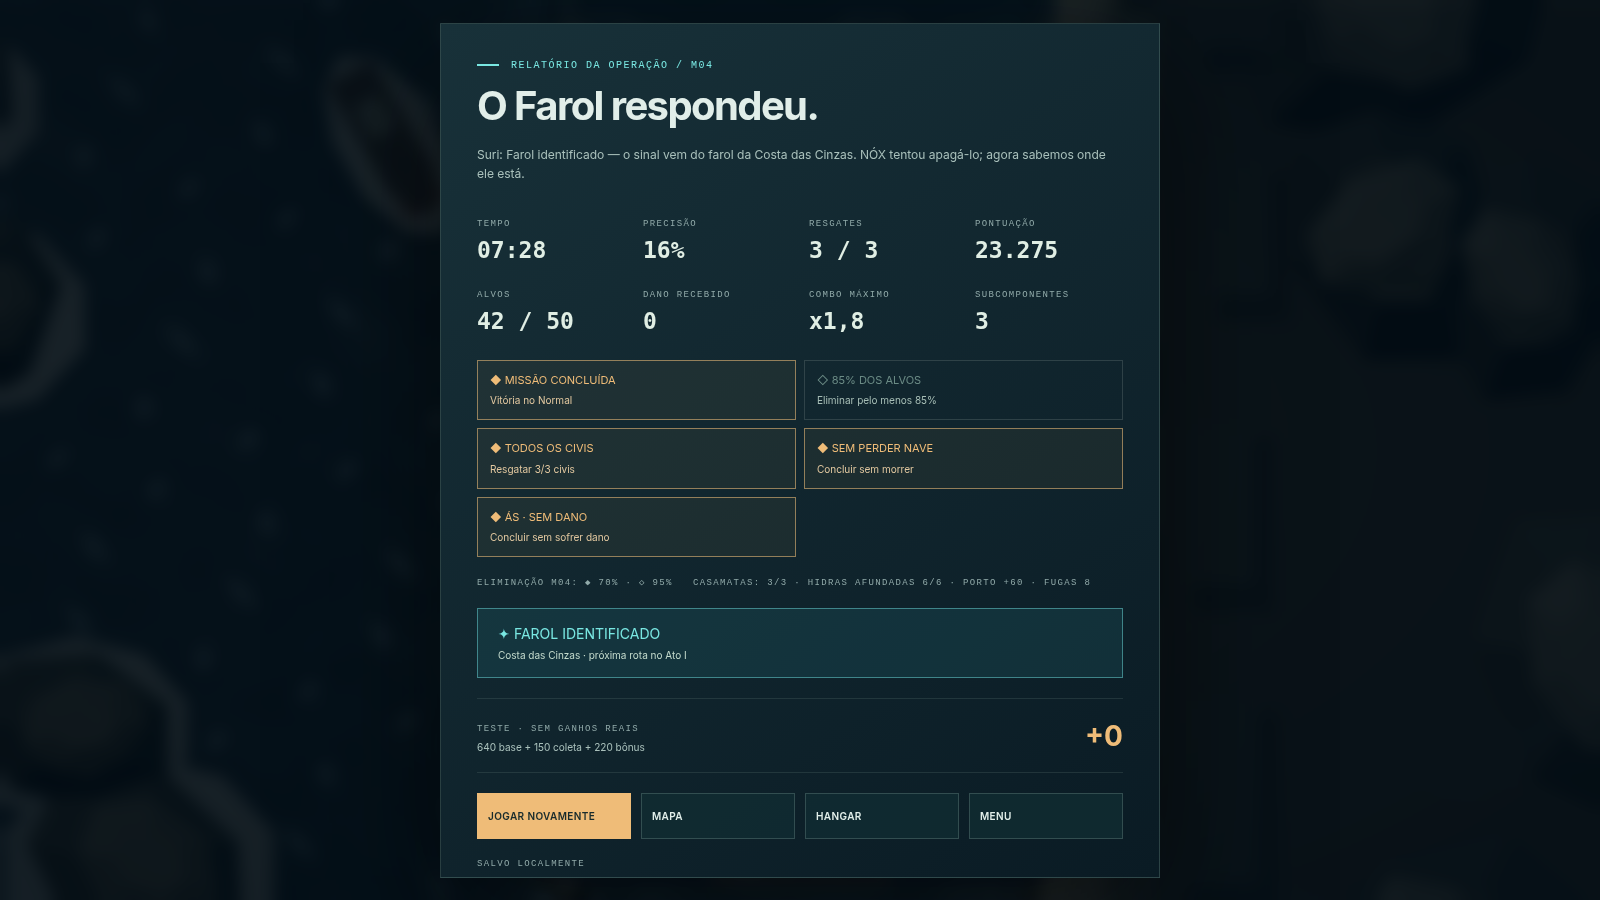 RELATÓRIO DA OPERAÇÃO / M04
O Farol respondeu.
Suri: Farol identificado — o sinal vem do farol da Costa das Cinzas. NÓX tentou apagá-lo; agora sabemos onde
ele está.
TEMPO PRECISÃO RESGATES PONTUAÇÃO
07:28 16% 3 / 3 23.275
ALVOS DANO RECEBIDO COMBO MÁXIMO SUBCOMPONENTES
42 / 50 0 x1,8 3
◆ MISSÃO CONCLUÍDA
Vitória no Normal
◇ 85% DOS ALVOS
Eliminar pelo menos 85%
◆ TODOS OS CIVIS
Resgatar 3/3 civis
◆ SEM PERDER NAVE
Concluir sem morrer
◆ ÁS · SEM DANO
Concluir sem sofrer dano
ELIMINAÇÃO M04: ◆ 70% · ◇ 95% CASAMATAS: 3/3 · HIDRAS AFUNDADAS 6/6 · PORTO +60 · FUGAS 8
✦ FAROL IDENTIFICADO
Costa das Cinzas · próxima rota no Ato I
TESTE · SEM GANHOS REAIS
640 base + 150 coleta + 220 bônus
+0
JOGAR NOVAMENTE MAPA HANGAR MENU
SALVO LOCALMENTE